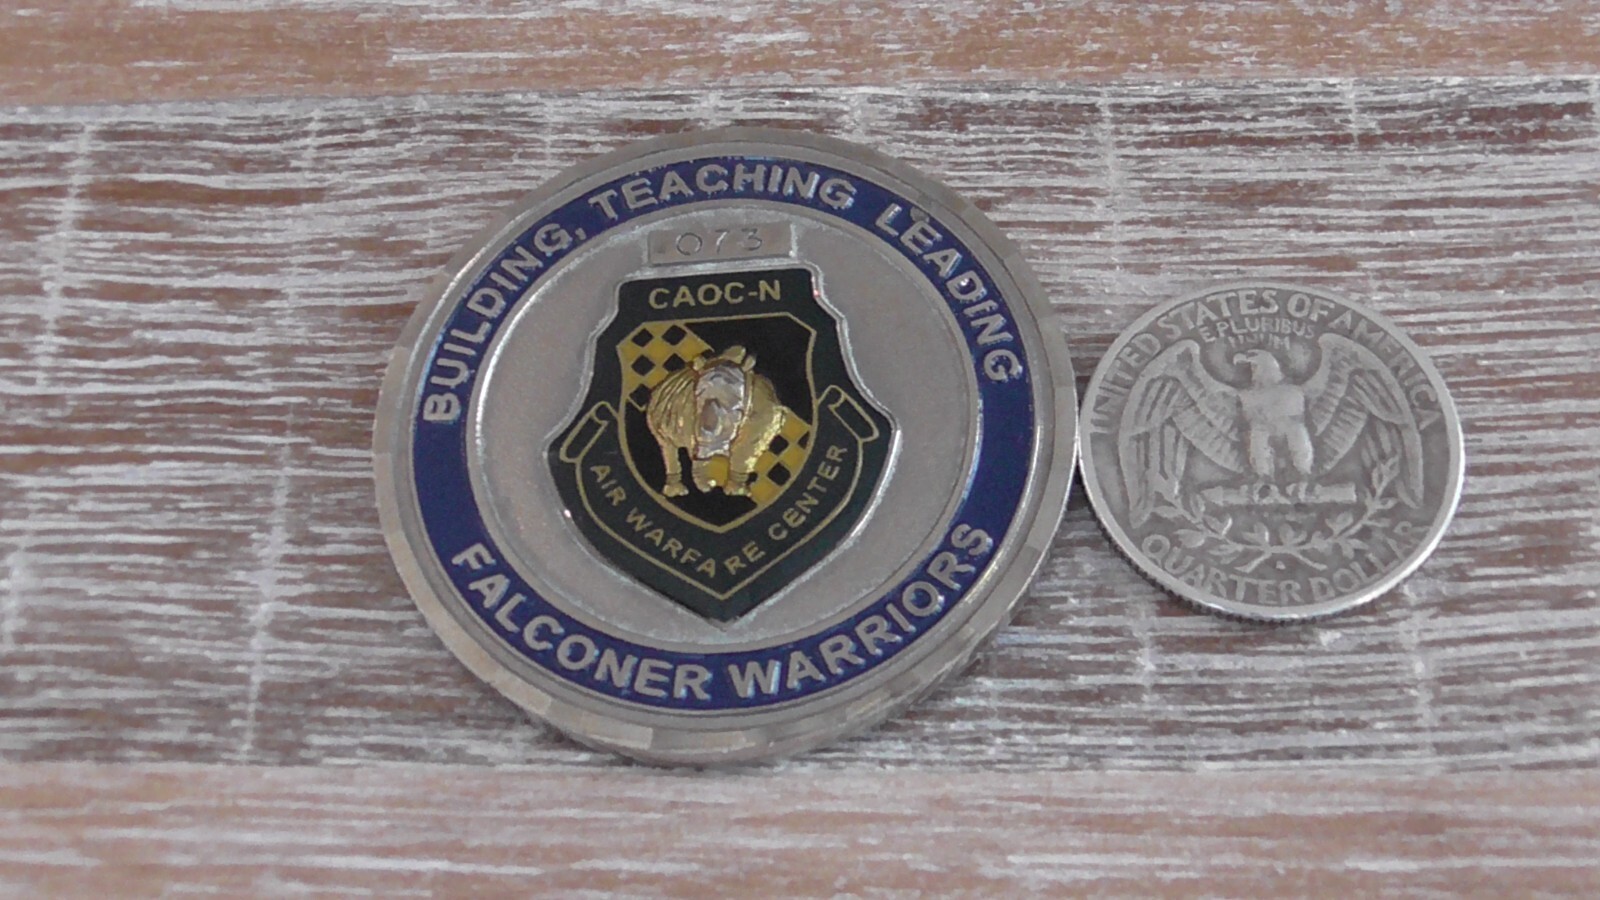 BUILDING, TEACHING LEADING
073
CAOC-N
AIR WARFARE CENTER
FALCONER WARRIORS
UNITED STATES OF AMERICA
E PLURIBUS
UNUM
QUARTER DOLLAR